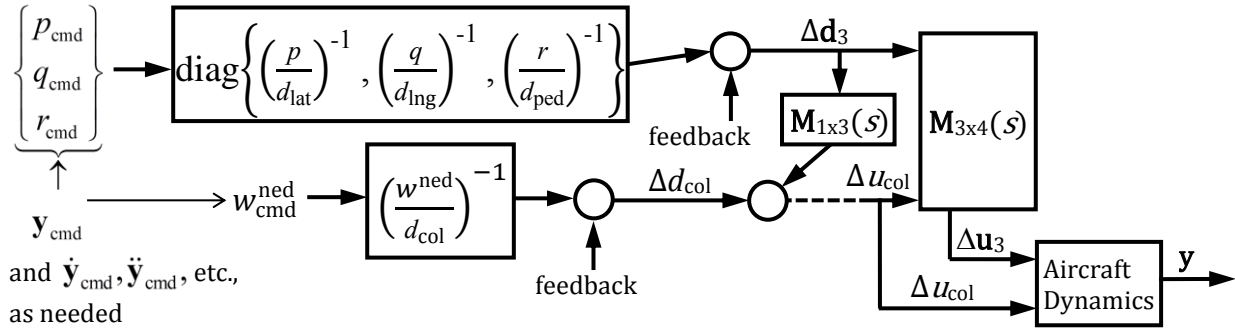 p_cmd
q_cmd
r_cmd
diag{(p/d_lat)^-1, (q/d_lng)^-1, (r/d_ped)^-1}
Δd_3
feedback
M_1x3(s)
M_3x4(s)
y_cmd
w_cmd^ned
(w^ned/d_col)^−1
Δd_col
Δu_col
feedback
and ẏ_cmd, ÿ_cmd, etc.,
as needed
Δu_3
Δu_col
Aircraft
Dynamics
y